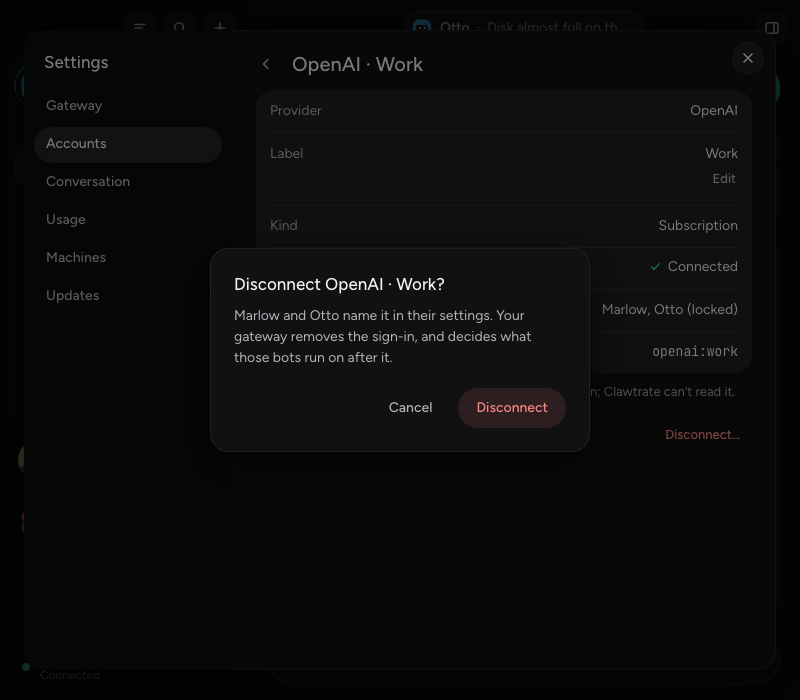 Otto · Disk almost full on th...
Settings
OpenAI · Work
Gateway
Accounts
Conversation
Usage
Machines
Updates
Provider
OpenAI
Label
Work
Edit
Kind
Subscription
Connected
Marlow, Otto (locked)
openai:work
n; Clawtrate can't read it.
Disconnect...
Disconnect OpenAI · Work?
Marlow and Otto name it in their settings. Your
gateway removes the sign-in, and decides what
those bots run on after it.
Cancel
Disconnect
Connected